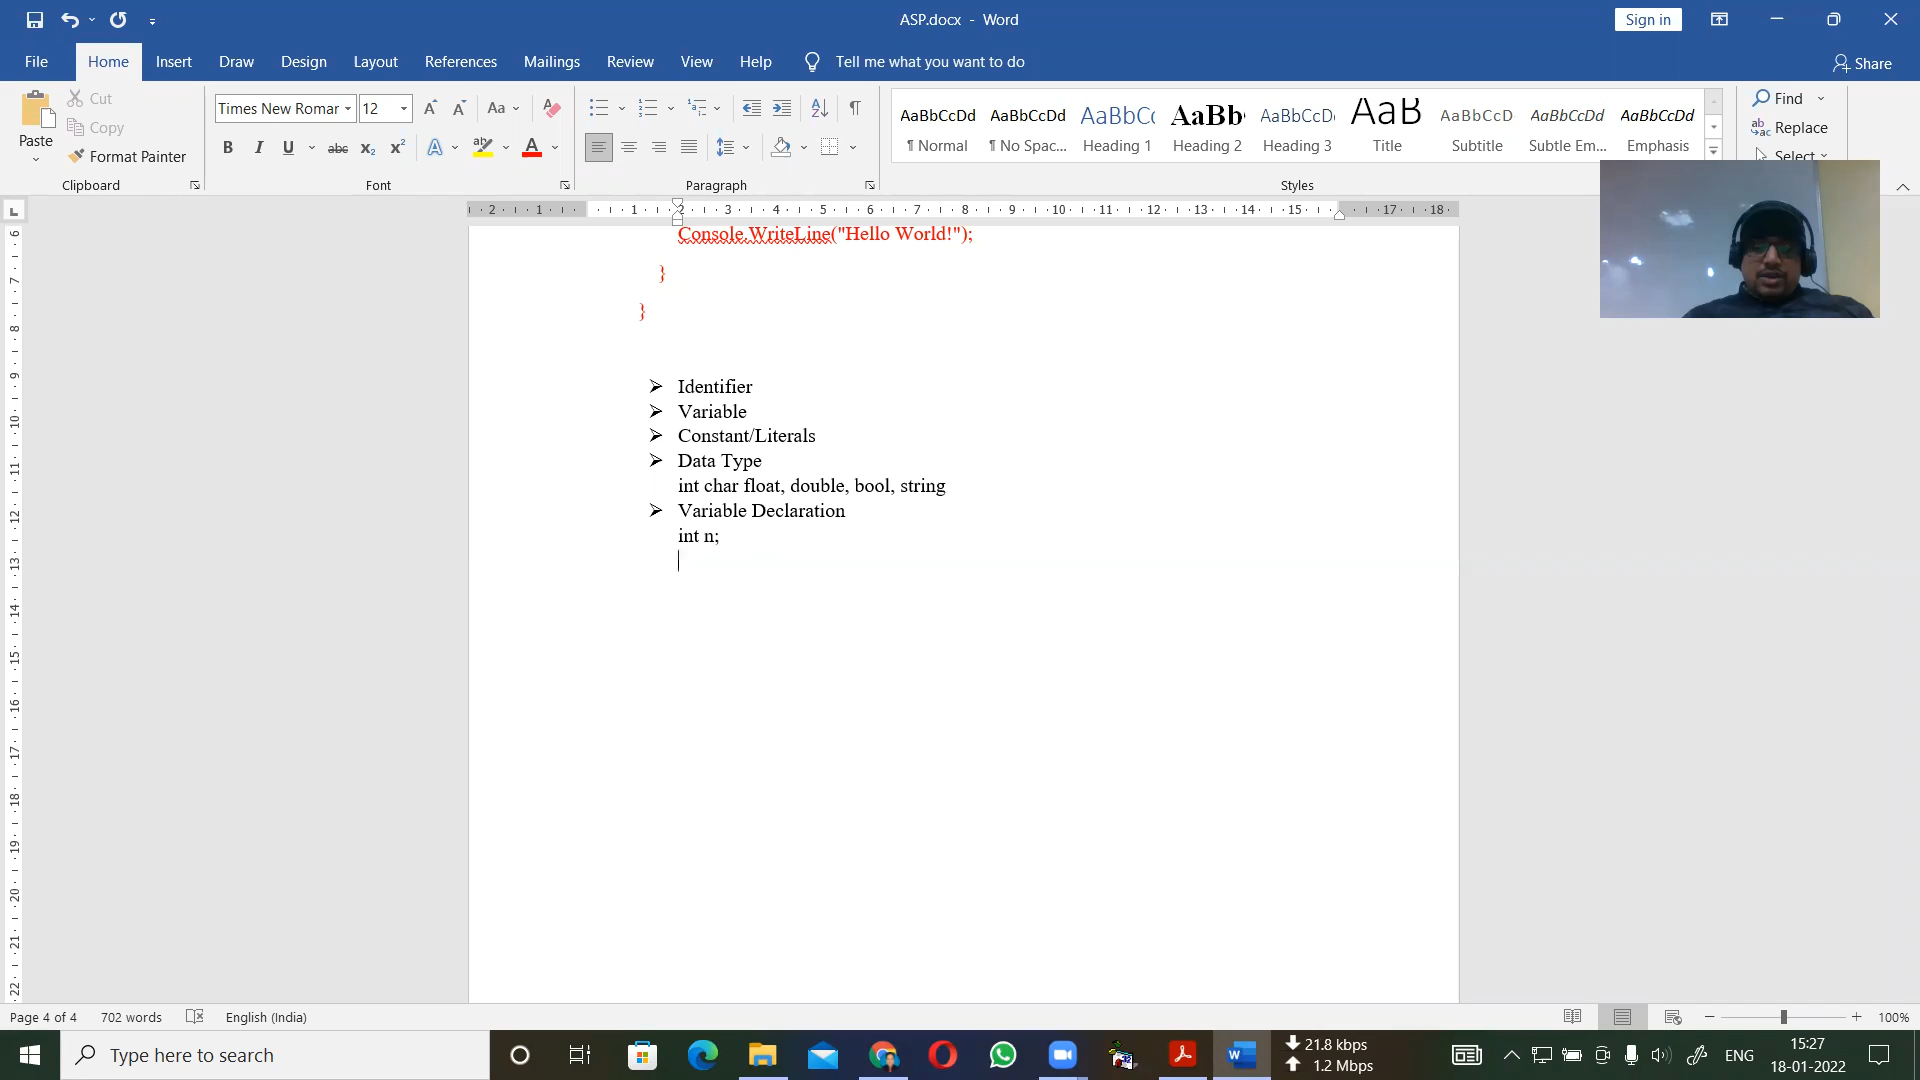 ASP.docx - Word
Sign in
File Home Insert Draw Design Layout References Mailings Review View Help Tell me what you want to do Share
Paste
Cut
Copy
Format Painter
Clipboard
Times New Roman 12
Font
Paragraph
AaBbCcDd AaBbCcDd AaBbCc AaBb AaBbCcD AaB AaBbCcD AaBbCcDd AaBbCcDd
¶ Normal ¶ No Spac... Heading 1 Heading 2 Heading 3 Title Subtitle Subtle Em... Emphasis
Styles
Find
Replace
Select
Console.WriteLine("Hello World!");
}
}
➢ Identifier
➢ Variable
➢ Constant/Literals
➢ Data Type
int char float, double, bool, string
➢ Variable Declaration
int n;
Page 4 of 4 702 words English (India) 100%
Type here to search
21.8 kbps
1.2 Mbps
ENG
15:27
18-01-2022